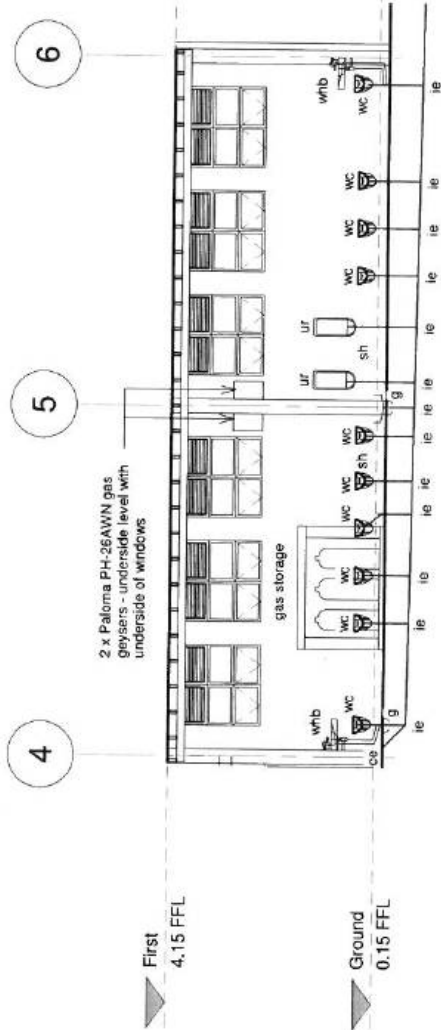 4
5
6
2 x Paloma PH-26AWN gas
geysers - underside level with
underside of windows
First
4.15 FFL
gas storage
whb
wc
wc
wc
wc
wc
sh
wc
ur
sh
ur
wc
wc
wc
whb
wc
Ground
0.15 FFL
ce
g
g
ie
ie
ie
ie
ie
ie
ie
ie
ie
ie
ie
ie
ie